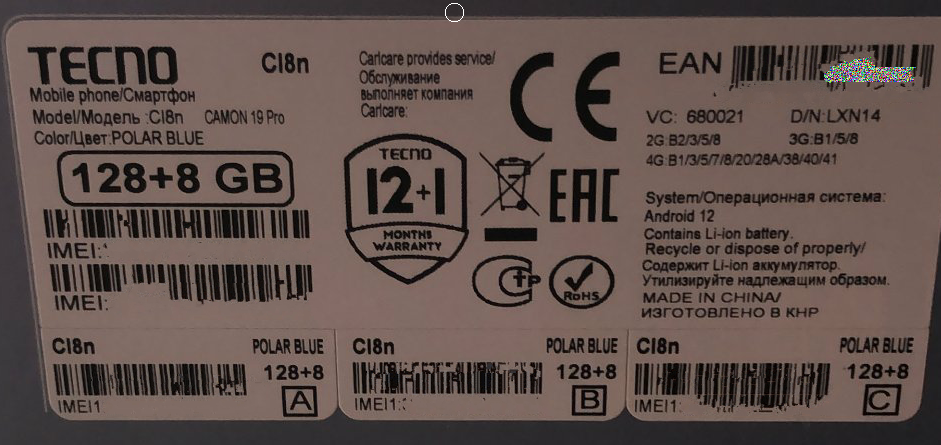 TECNO
CI8n
Mobile phone/Смартфон
Model/Модель :CI8n CAMON 19 Pro
Color/Цвет:POLAR BLUE
128+8 GB
IMEI:
IMEI:
Carlcare provides service/
Обслуживание
выполняет компания
Carlcare:
TECNO
12+1
MONTHS
WARRANTY
CE
EAC
RoHS
EAN
VC: 680021 D/N:LXN14
2G:B2/3/5/8 3G:B1/5/8
4G:B1/3/5/7/8/20/28A/38/40/41
System/Операционная система:
Android 12
Contains Li-ion battery.
Recycle or dispose of properly/
Содержит Li-ion аккумулятор.
Утилизируйте надлежащим образом.
MADE IN CHINA/
ИЗГОТОВЛЕНО В КНР
CI8n POLAR BLUE
128+8
IMEI1 A
CI8n POLAR BLUE
128+8
IMEI1: B
CI8n POLAR BLUE
128+8
IMEI1: C